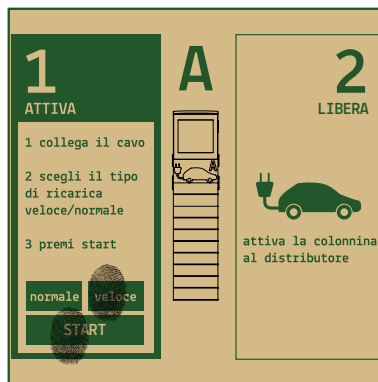 1
ATTIVA
1 collega il cavo
2 scegli il tipo
di ricarica
veloce/normale
3 premi start
normale veloce
START
A
A
2
LIBERA
attiva la colonnina
al distributore